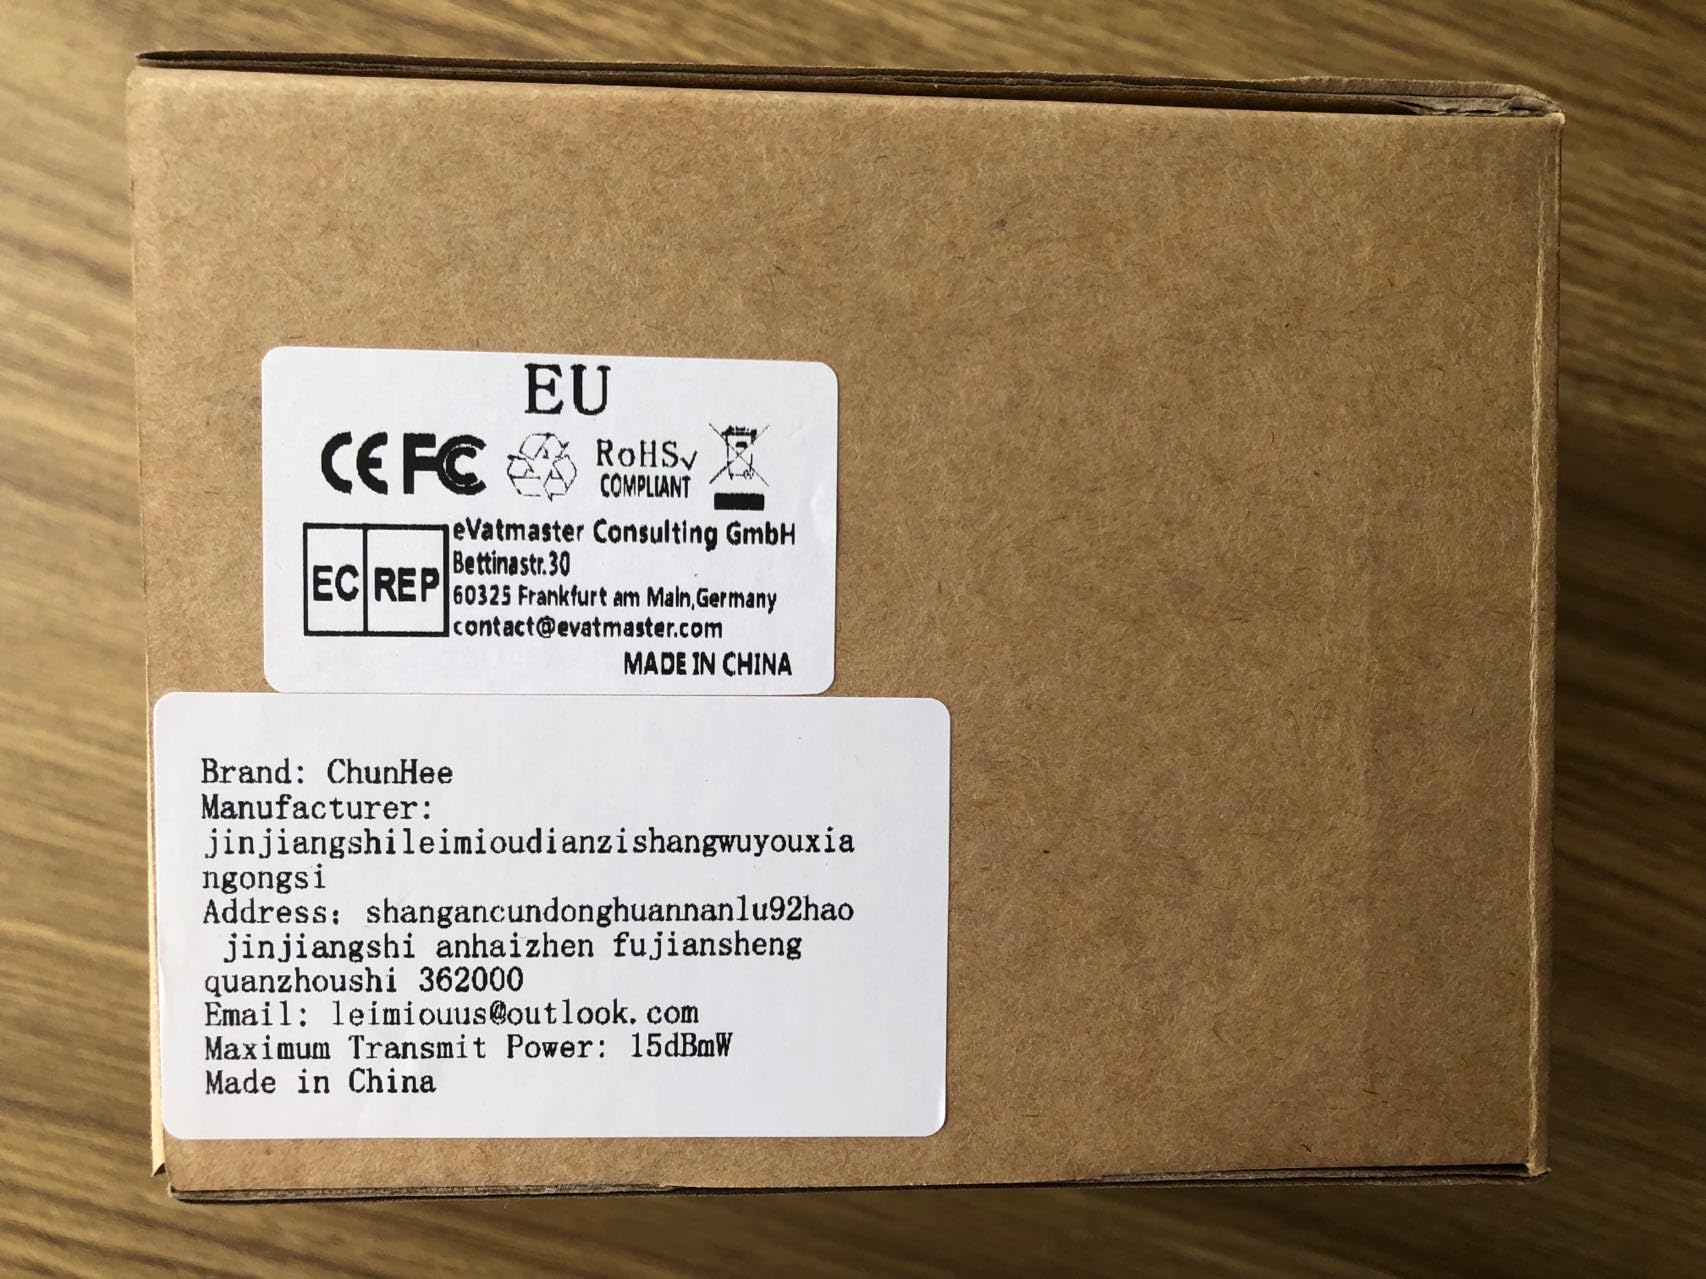 EU
CE FC RoHS
COMPLIANT
EC REP
eVatmaster Consulting GmbH
Bettinastr.30
60325 Frankfurt am Main,Germany
contact@evatmaster.com
MADE IN CHINA
Brand: ChunHee
Manufacturer:
jinjiangshileimioudianzishangwuyouxia
ngongsi
Address: shangancundonghuannanlu92hao
jinjiangshi anhaizhen fujiansheng
quanzhoushi 362000
Email: leimiouus@outlook.com
Maximum Transmit Power: 15dBmW
Made in China